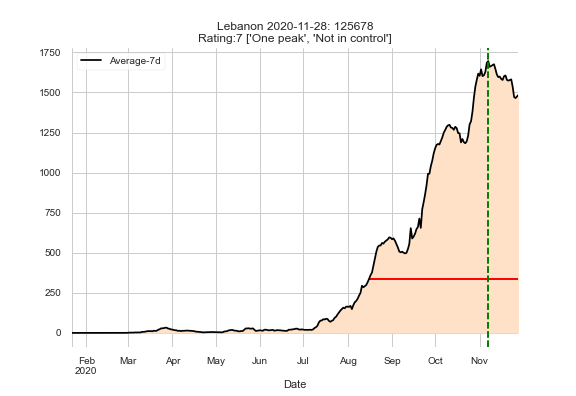 Lebanon 2020-11-28: 125678
Rating:7 ['One peak', 'Not in control']
Average-7d
1750
1500
1250
1000
750
500
250
0
Feb
2020
Mar
Apr
May
Jun
Jul
Aug
Sep
Oct
Nov
Date